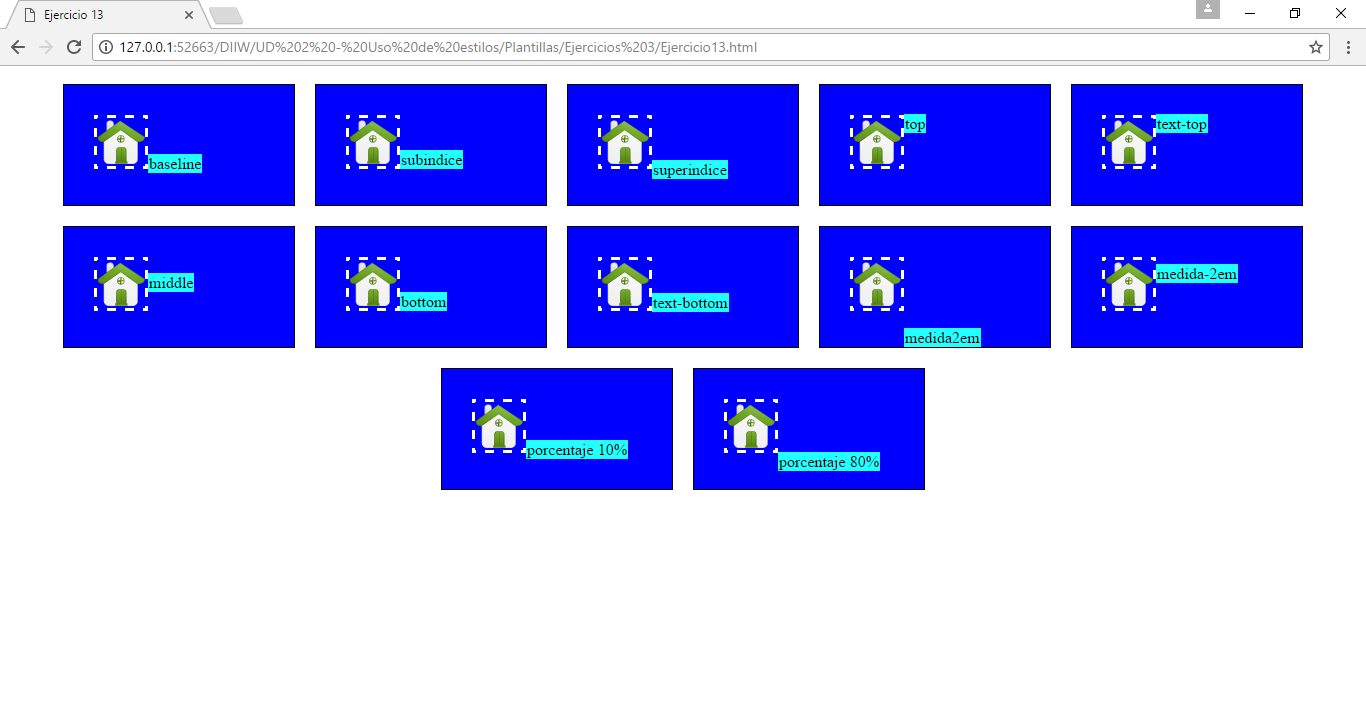 Ejercicio 13
127.0.0.1:52663/DIIW/UD%202%20-%20Uso%20de%20estilos/Plantillas/Ejercicios%203/Ejercicio13.html
baseline
subindice
superindice
top
text-top
middle
bottom
text-bottom
medida2em
medida-2em
porcentaje 10%
porcentaje 80%